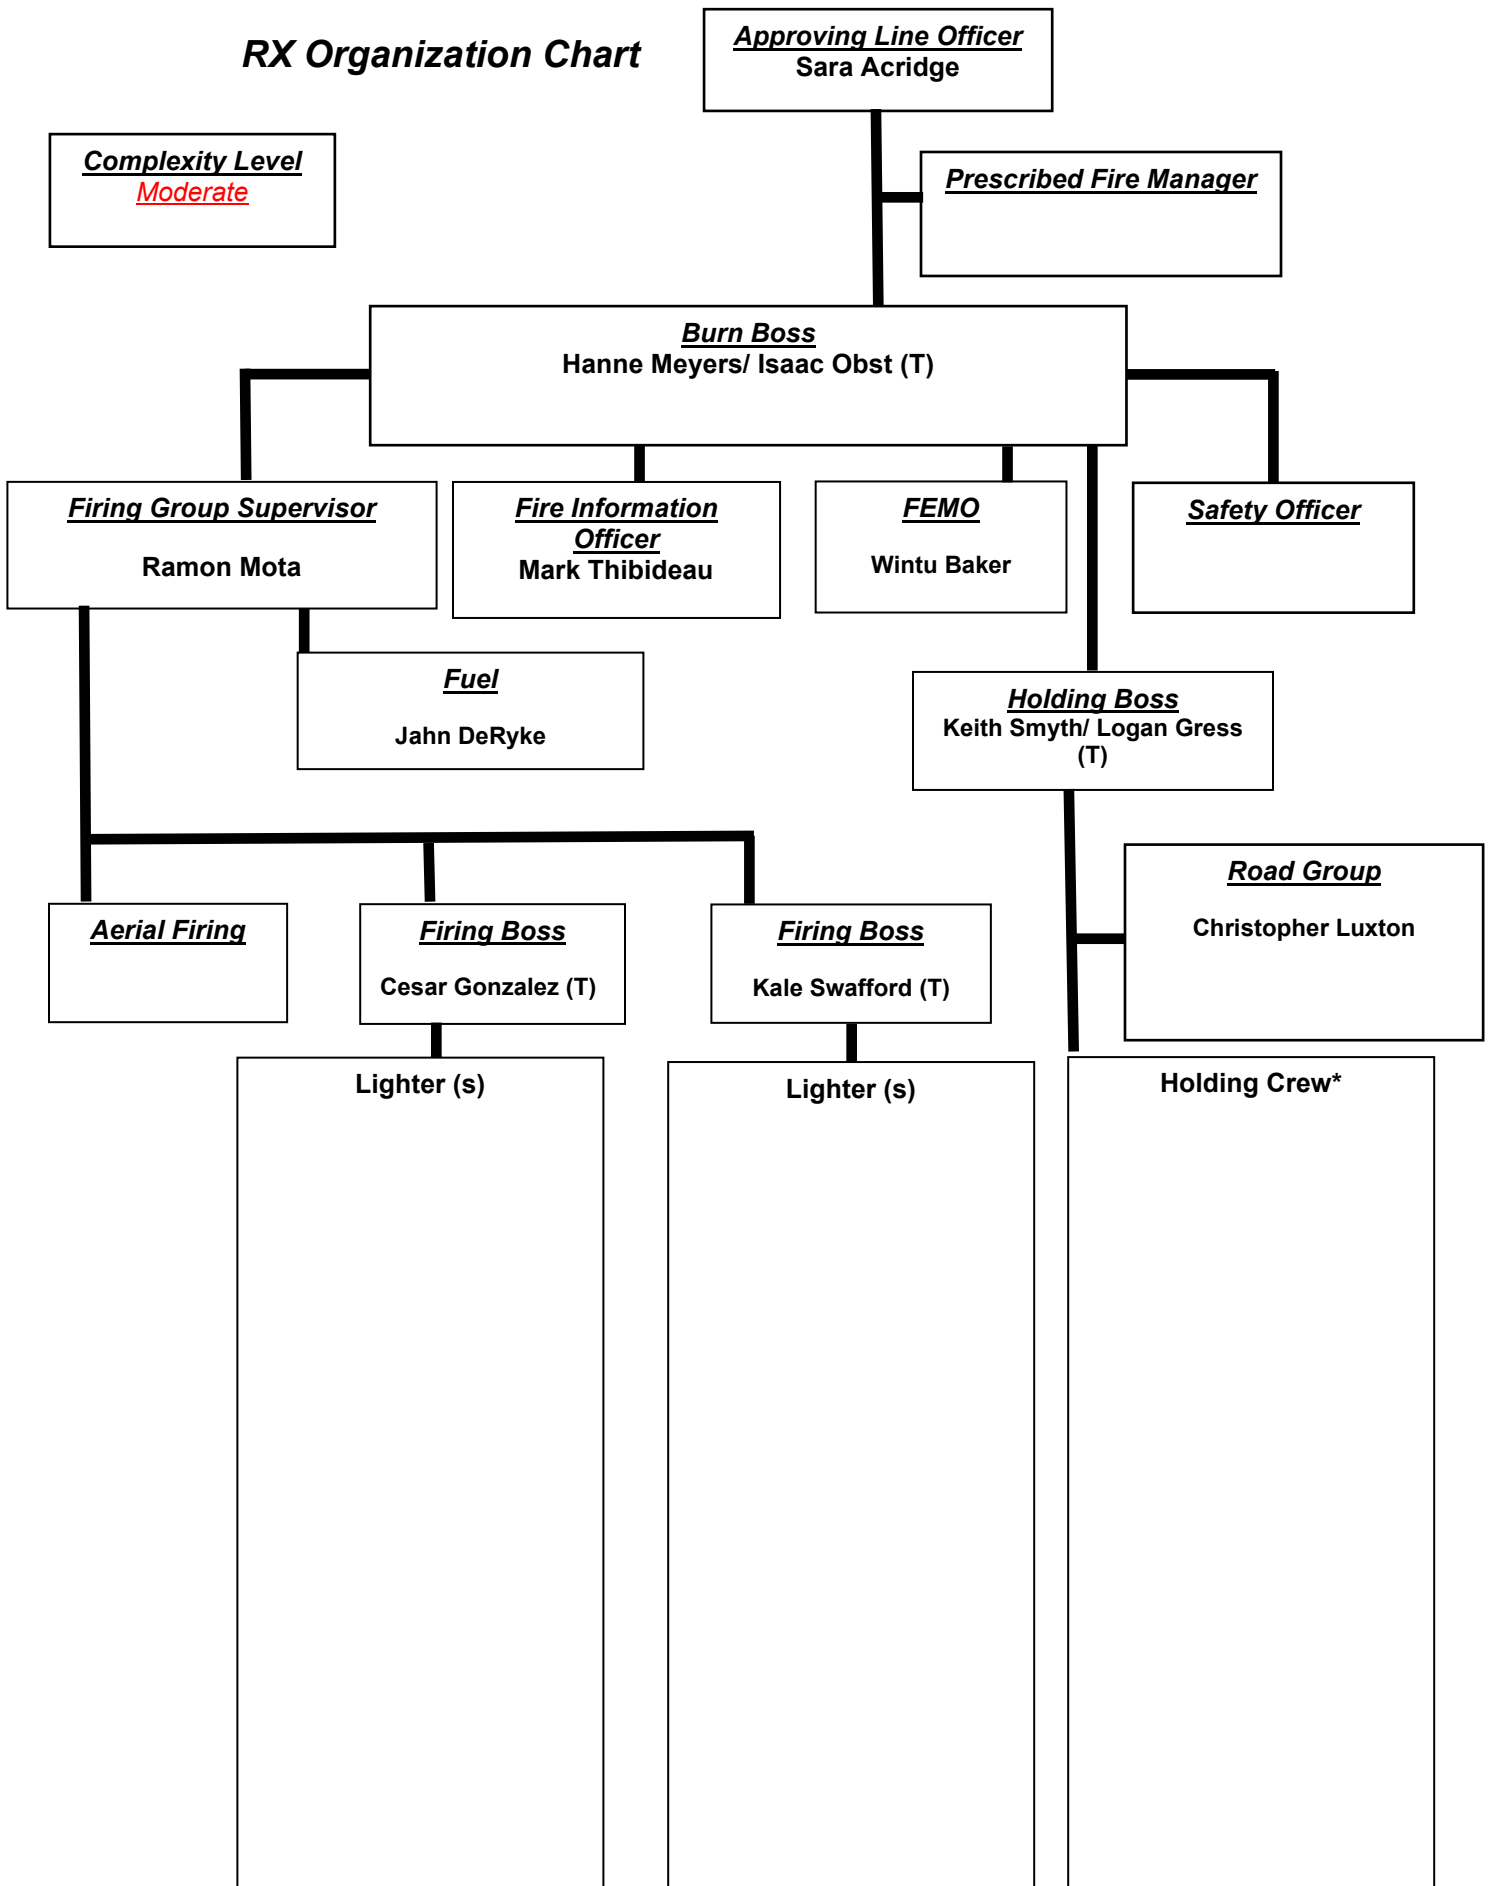 RX Organization Chart
Approving Line Officer
Sara Acridge
Complexity Level
Moderate
Prescribed Fire Manager
Burn Boss
Hanne Meyers/ Isaac Obst (T)
Firing Group Supervisor
Ramon Mota
Fire Information
Officer
Mark Thibideau
FEMO
Wintu Baker
Safety Officer
Fuel
Jahn DeRyke
Holding Boss
Keith Smyth/ Logan Gress
(T)
Road Group
Christopher Luxton
Aerial Firing
Firing Boss
Cesar Gonzalez (T)
Firing Boss
Kale Swafford (T)
Lighter (s)
Lighter (s)
Holding Crew*